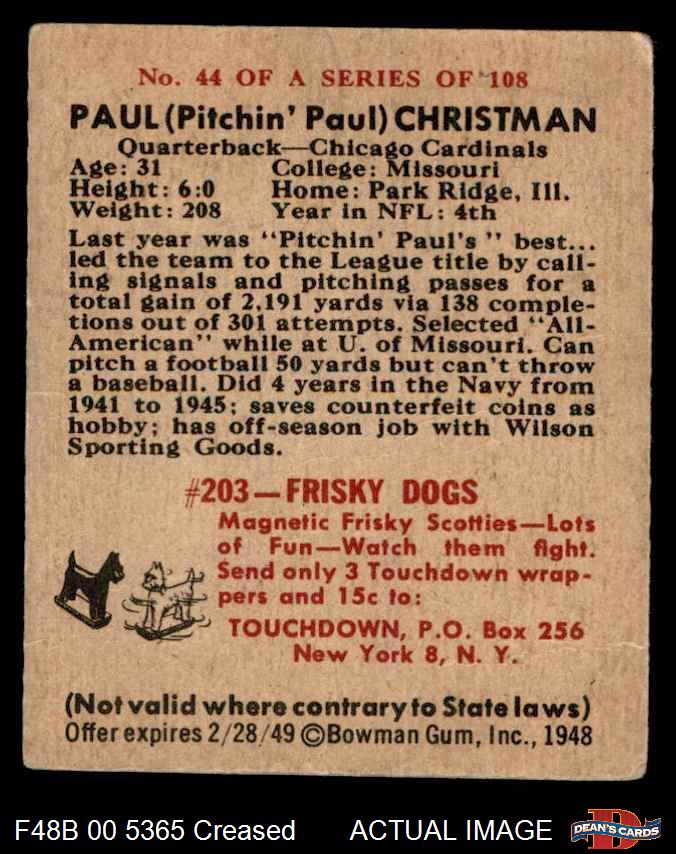 No. 44 OF A SERIES OF 108
PAUL (Pitchin' Paul) CHRISTMAN
Quarterback—Chicago Cardinals
Age: 31 College: Missouri
Height: 6:0 Home: Park Ridge, Ill.
Weight: 208 Year in NFL: 4th
Last year was "Pitchin' Paul's" best...
led the team to the League title by call-
ing signals and pitching passes for a
total gain of 2,191 yards via 138 comple-
tions out of 301 attempts. Selected "All-
American" while at U. of Missouri. Can
pitch a football 50 yards but can't throw
a baseball. Did 4 years in the Navy from
1941 to 1945; saves counterfeit coins as
hobby; has off-season job with Wilson
Sporting Goods.
#203—FRISKY DOGS
Magnetic Frisky Scotties—Lots
of Fun—Watch them fight.
Send only 3 Touchdown wrap-
pers and 15c to:
TOUCHDOWN, P.O. Box 256
New York 8, N. Y.
(Not valid where contrary to State laws)
Offer expires 2/28/49 ©Bowman Gum, Inc., 1948
F48B 00 5365 Creased ACTUAL IMAGE
D
DEAN'S CARDS